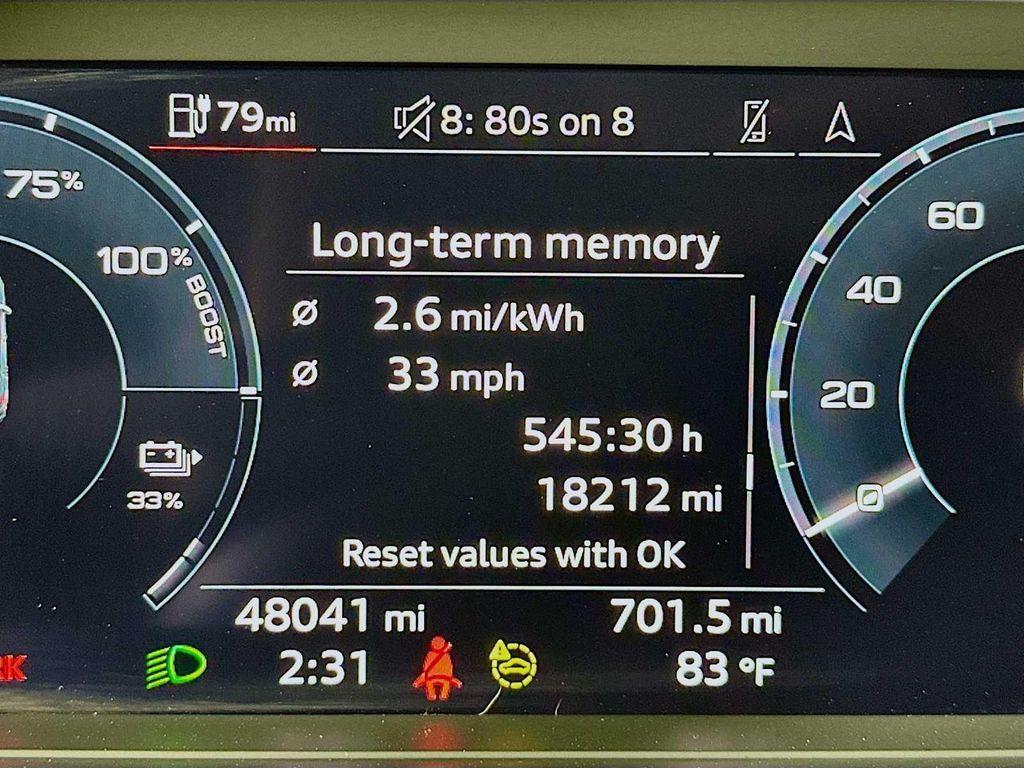 79mi
8: 80s on 8
75%
100%
BOOST
33%
Long-term memory
Ø 2.6 mi/kWh
Ø 33 mph
545:30 h
18212 mi
Reset values with OK
60
40
20
0
48041 mi
701.5 mi
RK
2:31
83 °F